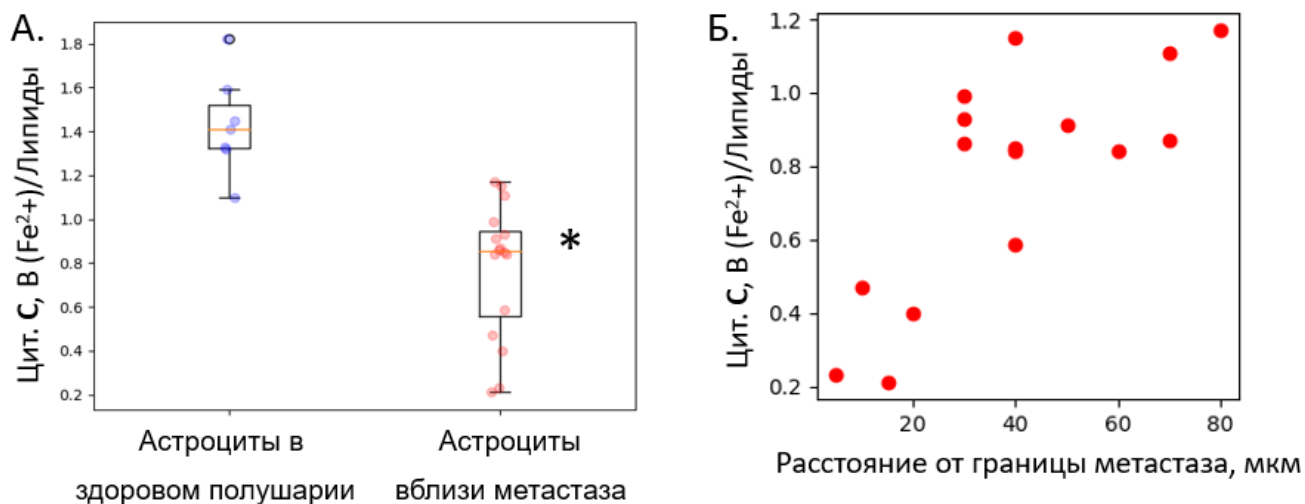 А.
Цит. С, В (Fe²⁺)/Липиды
1.8
1.6
1.4
1.2
1.0
0.8
0.6
0.4
0.2
*
Астроциты в
здоровом полушарии
Астроциты
вблизи метастаза
Б.
Цит. С, В (Fe²⁺)/Липиды
1.2
1.0
0.8
0.6
0.4
0.2
20 40 60 80
Расстояние от границы метастаза, мкм